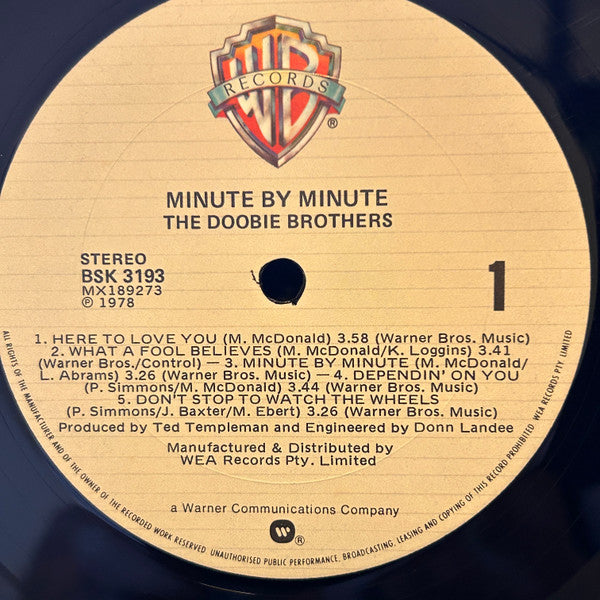 WB
RECORDS
®
MINUTE BY MINUTE
THE DOOBIE BROTHERS
STEREO
BSK 3193
MX189273
℗ 1978
1
1. HERE TO LOVE YOU (M. McDonald) 3.58 (Warner Bros. Music)
2. WHAT A FOOL BELIEVES (M. McDonald/K. Loggins) 3.41
(Warner Bros./Control) — 3. MINUTE BY MINUTE (M. McDonald/
L. Abrams) 3.26 (Warner Bros. Music) — 4. DEPENDIN' ON YOU
(P. Simmons/M. McDonald) 3.44 (Warner Bros. Music)
5. DON'T STOP TO WATCH THE WHEELS
(P. Simmons/J. Baxter/M. Ebert) 3.26 (Warner Bros. Music)
Produced by Ted Templeman and Engineered by Donn Landee
Manufactured & Distributed by
WEA Records Pty. Limited
a Warner Communications Company
®
ALL RIGHTS OF THE MANUFACTURER AND OF THE OWNER OF THE RECORDED WORK RESERVED. UNAUTHORISED PUBLIC PERFORMANCE, BROADCASTING, LEASING AND COPYING OF THIS RECORD PROHIBITED WEA RECORDS PTY LIMITED